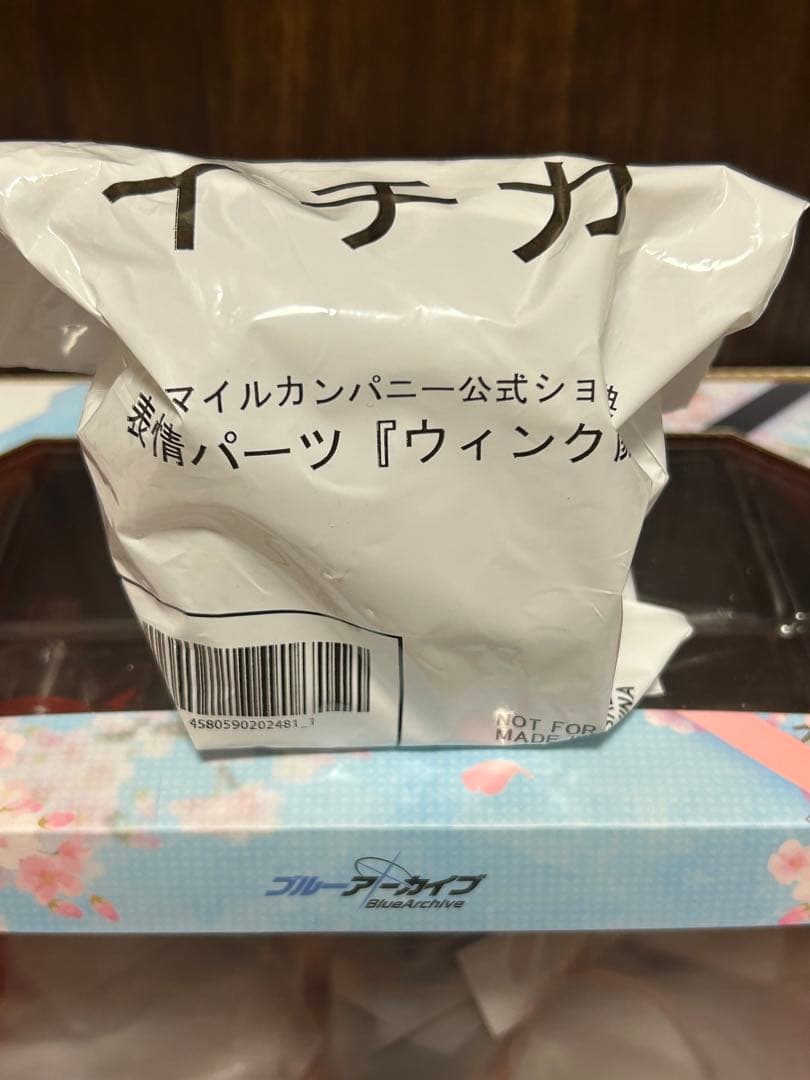 イチカ
マイルカンパニー公式ショ
表情パーツ『ウィンク
4580590202481_1
NOT FOR
MADE
ブルーアーカイブ
BlueArchive